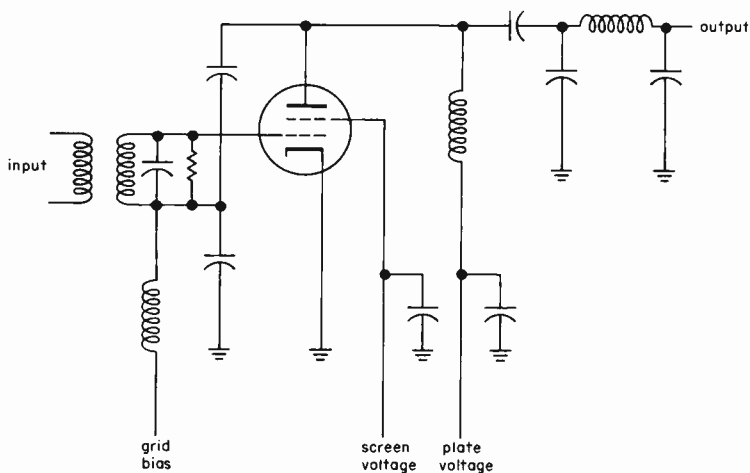 output
input
grid
bias
screen
voltage
plate
voltage